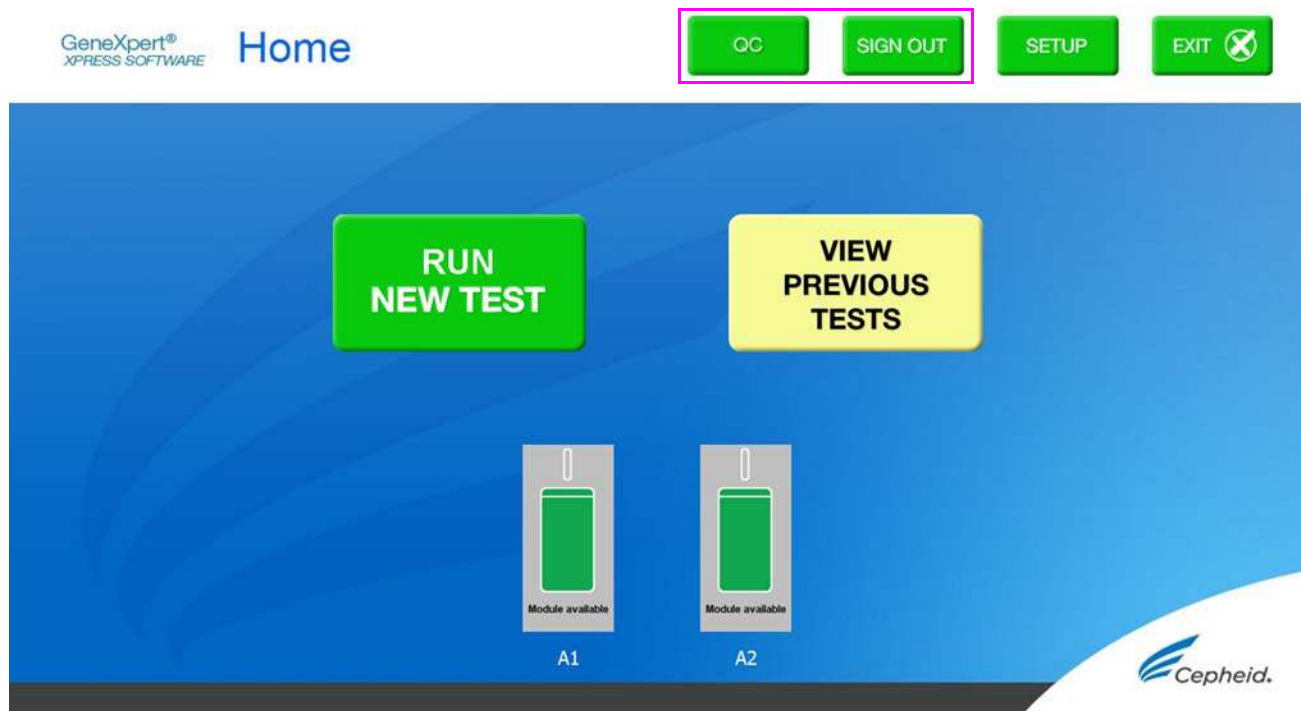 GeneXpert®
XPRESS SOFTWARE
Home
QC
SIGN OUT
SETUP
EXIT
RUN
NEW TEST
VIEW
PREVIOUS
TESTS
Module available
Module available
A1
A2
Cepheid.